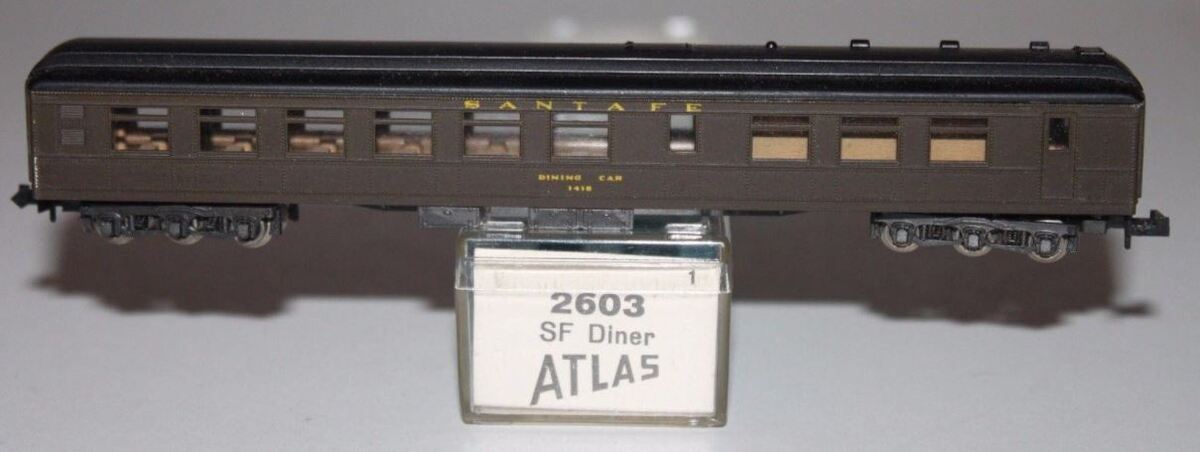 SANTA FE
DINING CAR
1418
1
2603
SF Diner
ATLAS